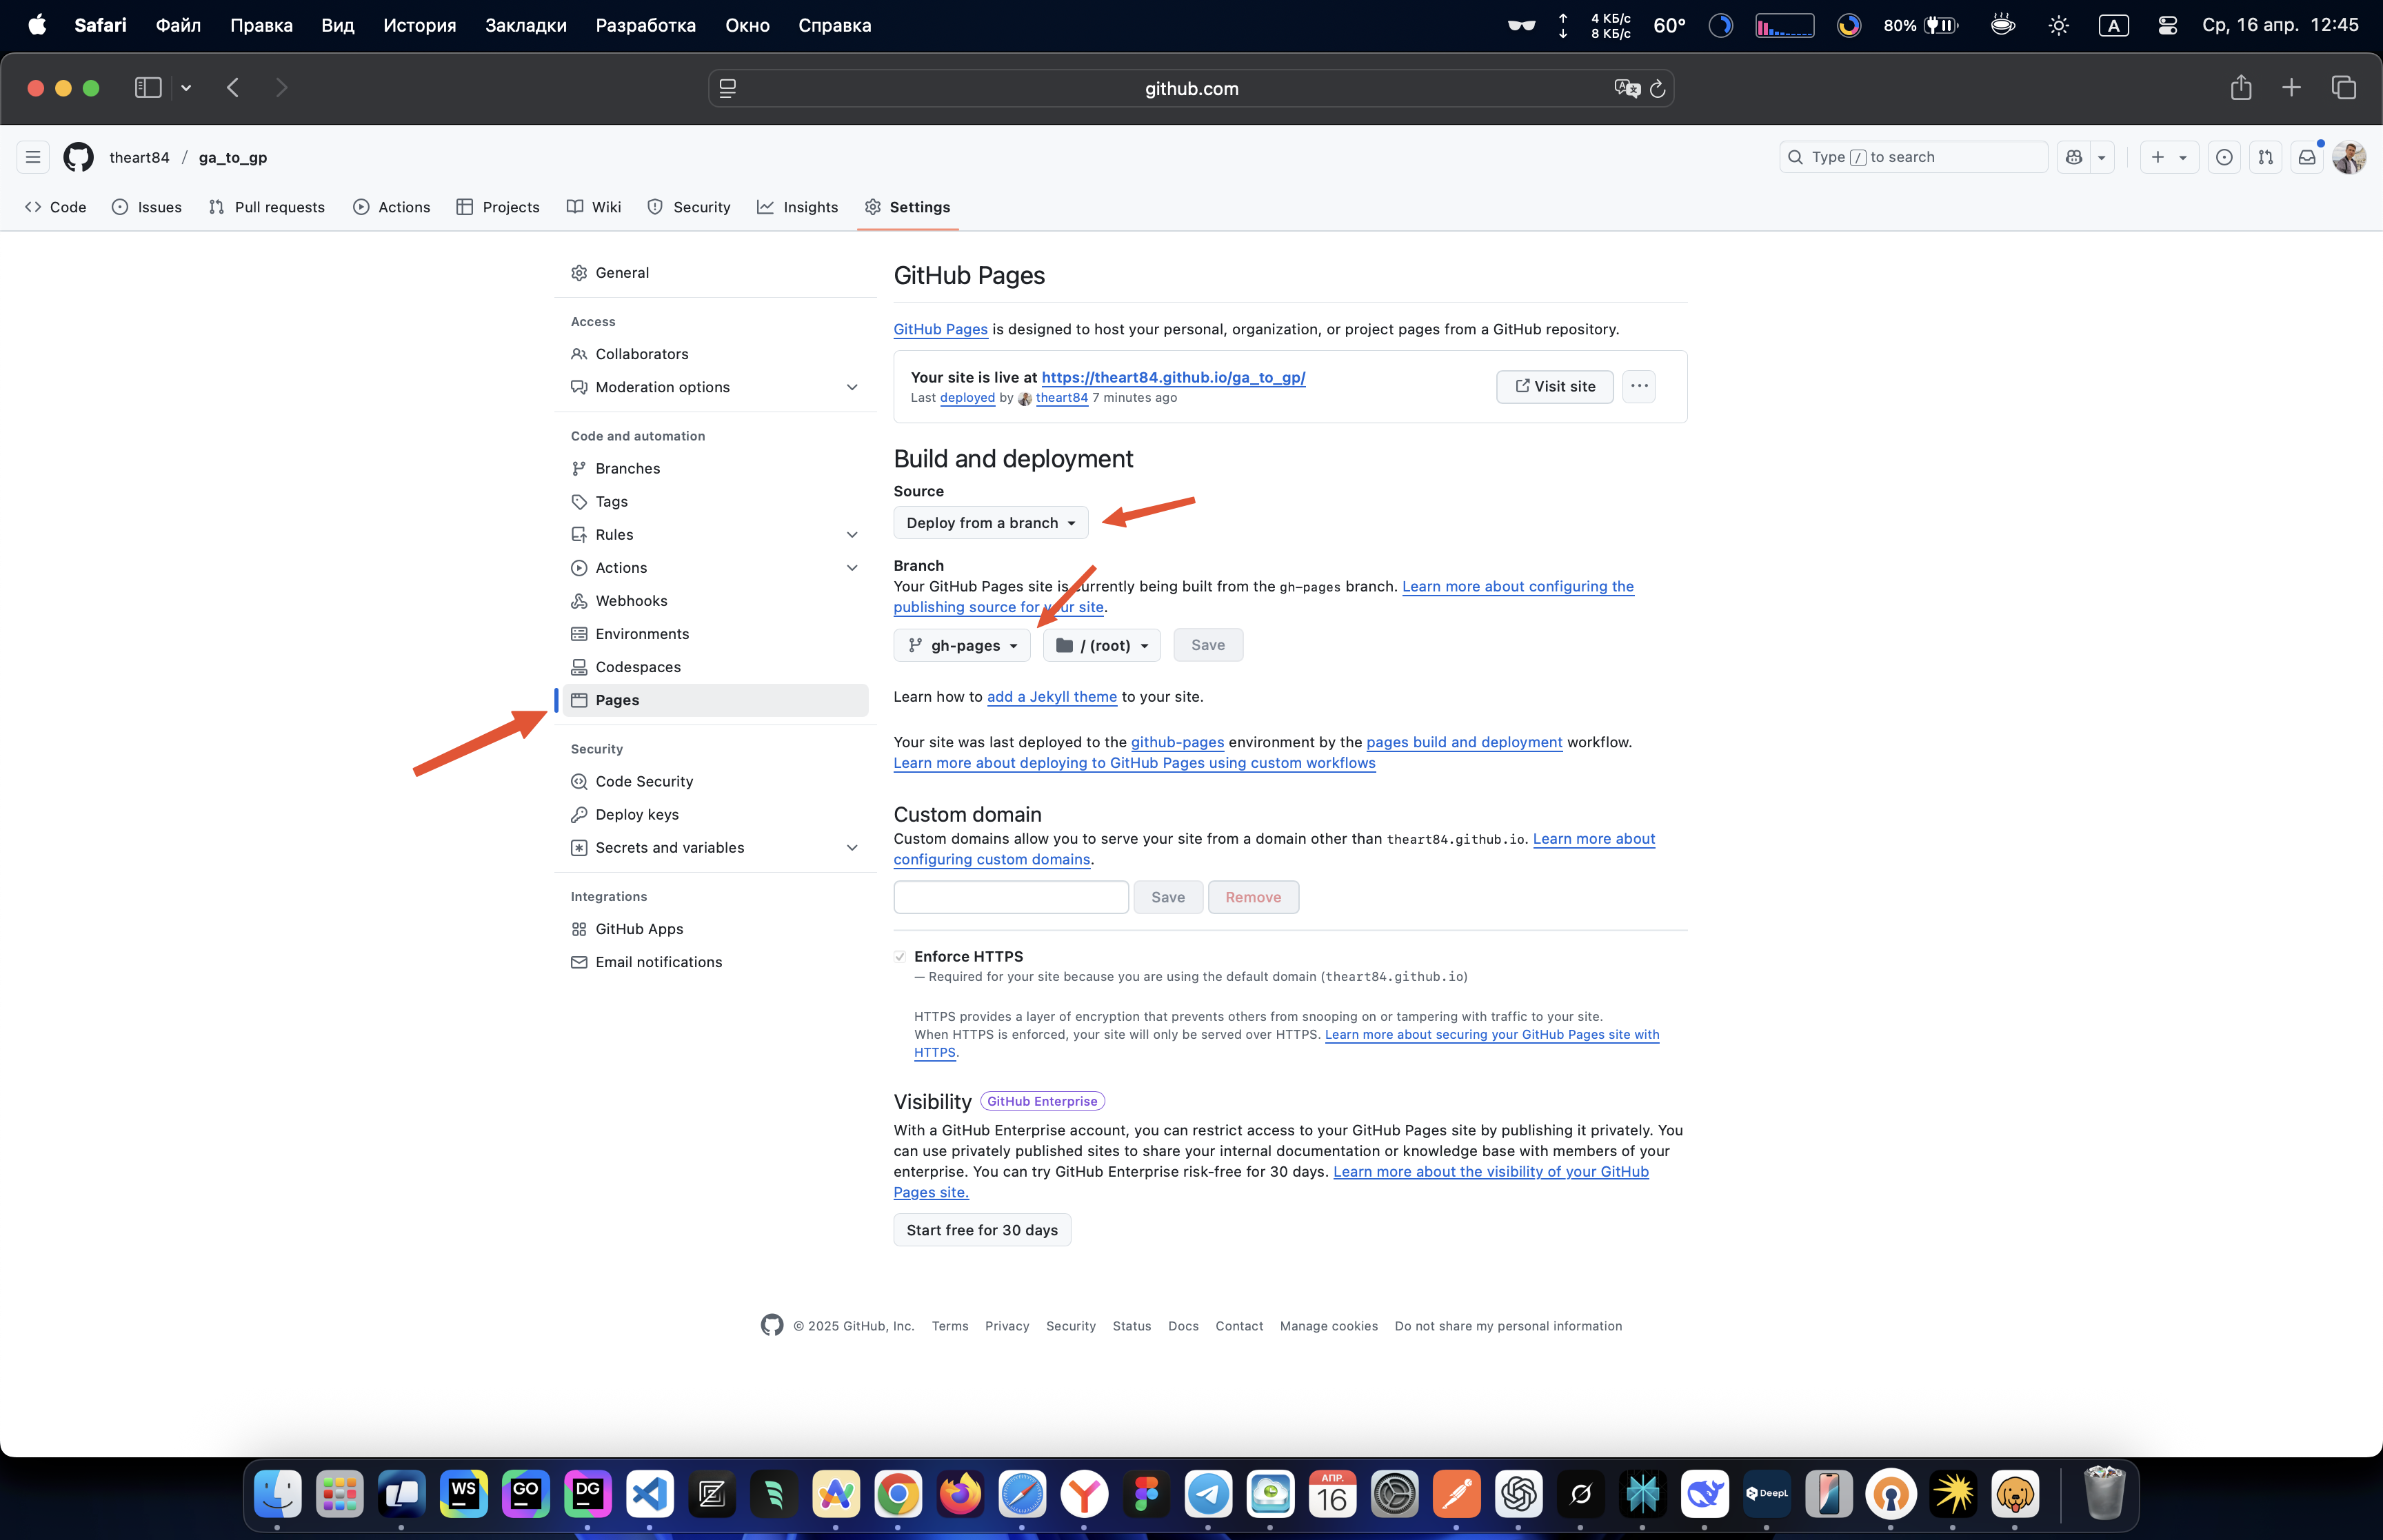 Safari Файл Правка Вид История Закладки Разработка Окно Справка
4 КБ/с
8 КБ/с
60° 80% A Ср, 16 апр. 12:45
github.com
theart84 / ga_to_gp
Type / to search
Code Issues Pull requests Actions Projects Wiki Security Insights Settings
General
Access
Collaborators
Moderation options
Code and automation
Branches
Tags
Rules
Actions
Webhooks
Environments
Codespaces
Pages
Security
Code Security
Deploy keys
Secrets and variables
Integrations
GitHub Apps
Email notifications
GitHub Pages
GitHub Pages is designed to host your personal, organization, or project pages from a GitHub repository.
Your site is live at https://theart84.github.io/ga_to_gp/
Last deployed by theart84 7 minutes ago
Visit site
Build and deployment
Source
Deploy from a branch
Branch
Your GitHub Pages site is currently being built from the gh-pages branch. Learn more about configuring the
publishing source for your site.
gh-pages / (root) Save
Learn how to add a Jekyll theme to your site.
Your site was last deployed to the github-pages environment by the pages build and deployment workflow.
Learn more about deploying to GitHub Pages using custom workflows
Custom domain
Custom domains allow you to serve your site from a domain other than theart84.github.io. Learn more about
configuring custom domains.
Save Remove
Enforce HTTPS
— Required for your site because you are using the default domain (theart84.github.io)
HTTPS provides a layer of encryption that prevents others from snooping on or tampering with traffic to your site.
When HTTPS is enforced, your site will only be served over HTTPS. Learn more about securing your GitHub Pages site with
HTTPS.
Visibility GitHub Enterprise
With a GitHub Enterprise account, you can restrict access to your GitHub Pages site by publishing it privately. You
can use privately published sites to share your internal documentation or knowledge base with members of your
enterprise. You can try GitHub Enterprise risk-free for 30 days. Learn more about the visibility of your GitHub
Pages site.
Start free for 30 days
© 2025 GitHub, Inc. Terms Privacy Security Status Docs Contact Manage cookies Do not share my personal information
WS GO DG АПР. 16 DeepL